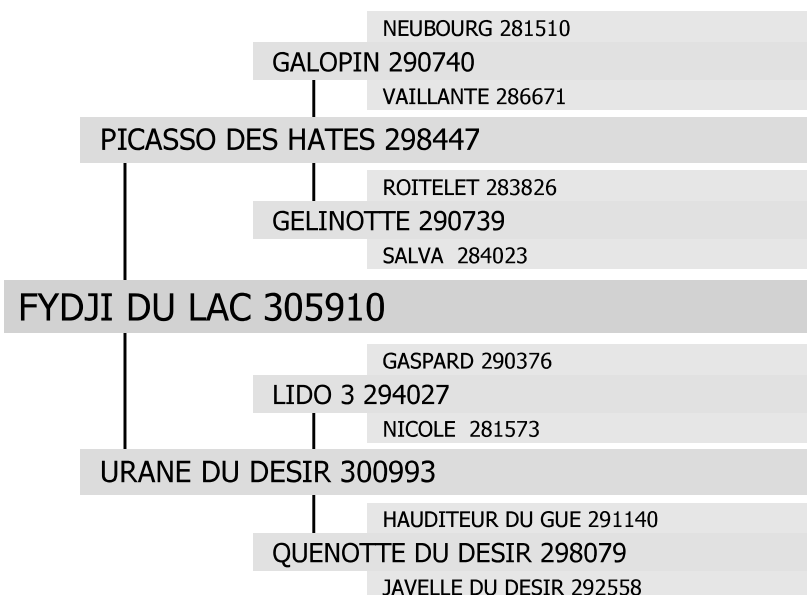 NEUBOURG 281510
GALOPIN 290740
VAILLANTE 286671
PICASSO DES HATES 298447
ROITELET 283826
GELINOTTE 290739
SALVA  284023
FYDJI DU LAC 305910
GASPARD 290376
LIDO 3 294027
NICOLE  281573
URANE DU DESIR 300993
HAUDITEUR DU GUE 291140
QUENOTTE DU DESIR 298079
JAVELLE DU DESIR 292558